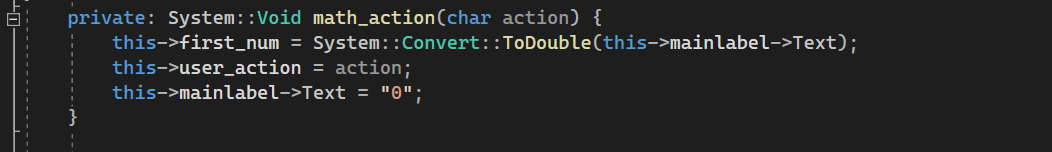 private: System::Void math_action(char action) {
this->first_num = System::Convert::ToDouble(this->mainlabel->Text);
this->user_action = action;
this->mainlabel->Text = "0";
}